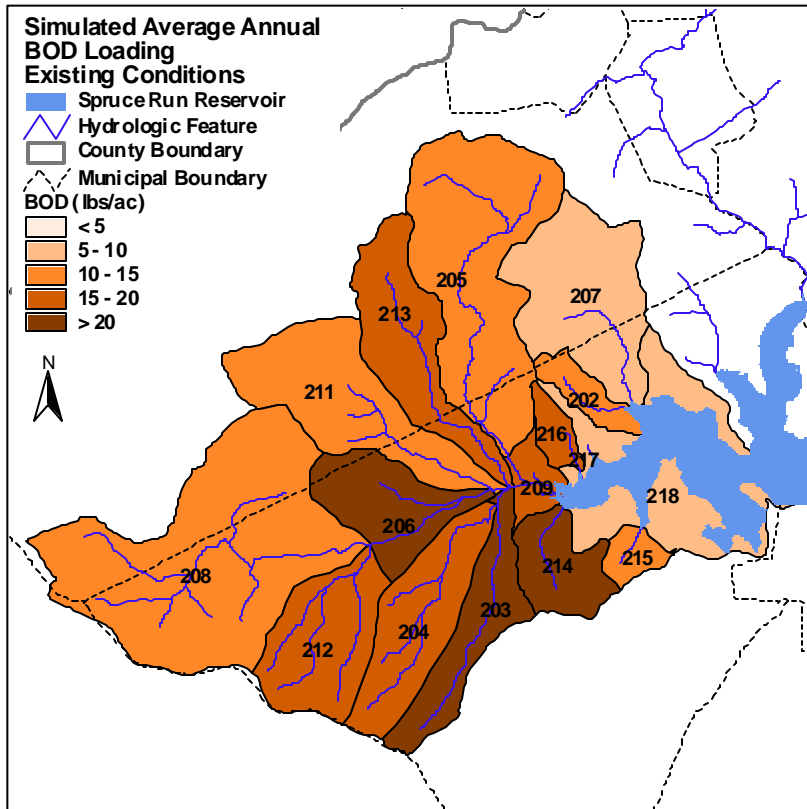 Simulated Average Annual
BOD Loading
Existing Conditions
Spruce Run Reservoir
Hydrologic Feature
County Boundary
Municipal Boundary
BOD (lbs/ac)
< 5
5 - 10
10 - 15
15 - 20
> 20
N
205
207
213
211
202
216
217
209
218
206
214
215
208
203
204
212